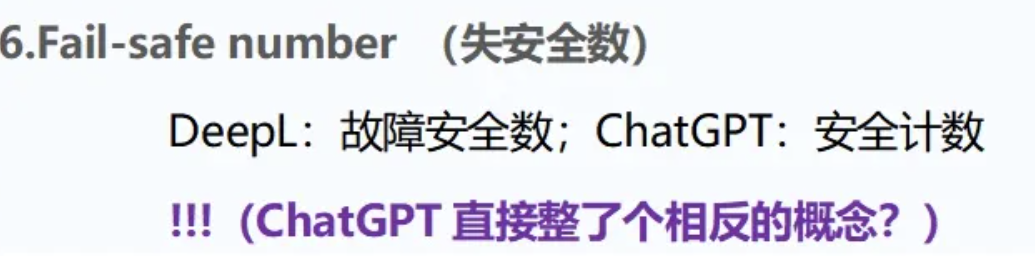 6.Fail-safe number （失安全数）
DeepL：故障安全数；ChatGPT：安全计数
!!!（ChatGPT 直接整了个相反的概念？）